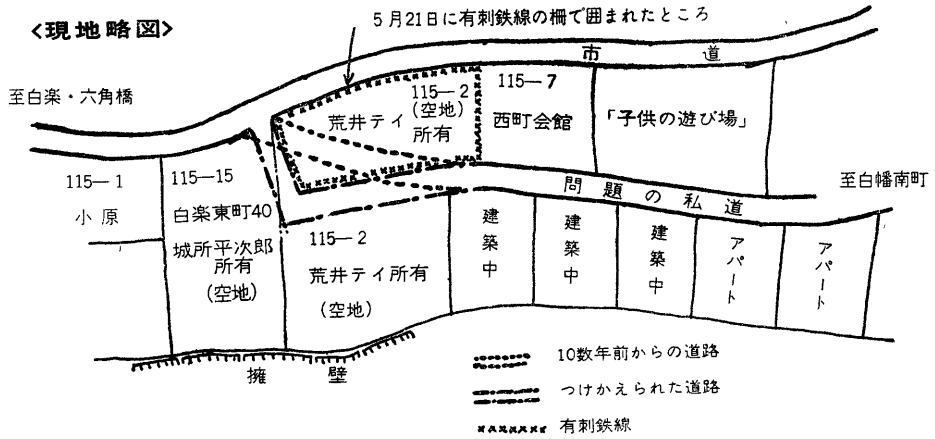 <現地略図>
5月21日に有刺鉄線の柵で囲まれたところ
市道
至白楽・六角橋
115―2
(空地)
荒井テイ所有
115―7
西町会館
「子供の遊び場」
至白幡南町
問題の私道
115―1
小原
115―15
白楽東町40
城所平次郎
所有
(空地)
115―2
荒井テイ所有
(空地)
建築中
建築中
建築中
アパート
アパート
擁壁
10数年前からの道路
つけかえられた道路
有刺鉄線